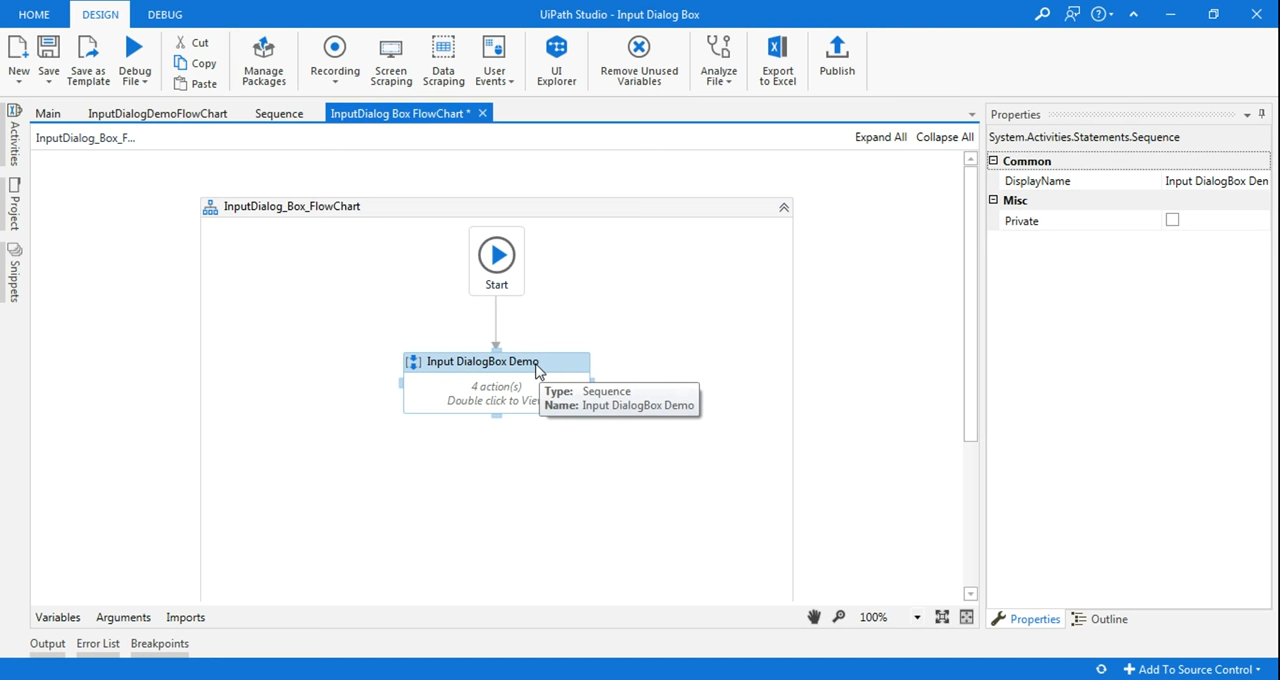 HOME DESIGN DEBUG UiPath Studio - Input Dialog Box
New Save Save as Template Debug File Cut Copy Paste Manage Packages Recording Screen Scraping Data Scraping User Events UI Explorer Remove Unused Variables Analyze File Export to Excel Publish
Main InputDialogDemoFlowChart Sequence InputDialog Box FlowChart *
InputDialog_Box_F... Expand All Collapse All
Activities
Project
Snippets
InputDialog_Box_FlowChart
Start
Input DialogBox Demo
4 action(s)
Double click to Vie
Type: Sequence
Name: Input DialogBox Demo
Properties
System.Activities.Statements.Sequence
Common
DisplayName Input DialogBox Den
Misc
Private
Variables Arguments Imports 100%
Properties Outline
Output Error List Breakpoints
Add To Source Control